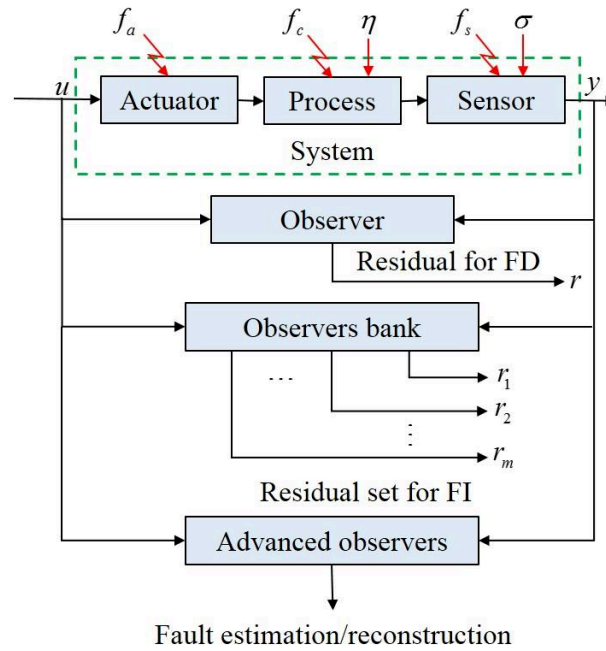 f_a f_c η f_s σ
u Actuator Process Sensor y
System
Observer
Residual for FD
r
Observers bank
... r_1
r_2
⋮
r_m
Residual set for FI
Advanced observers
Fault estimation/reconstruction